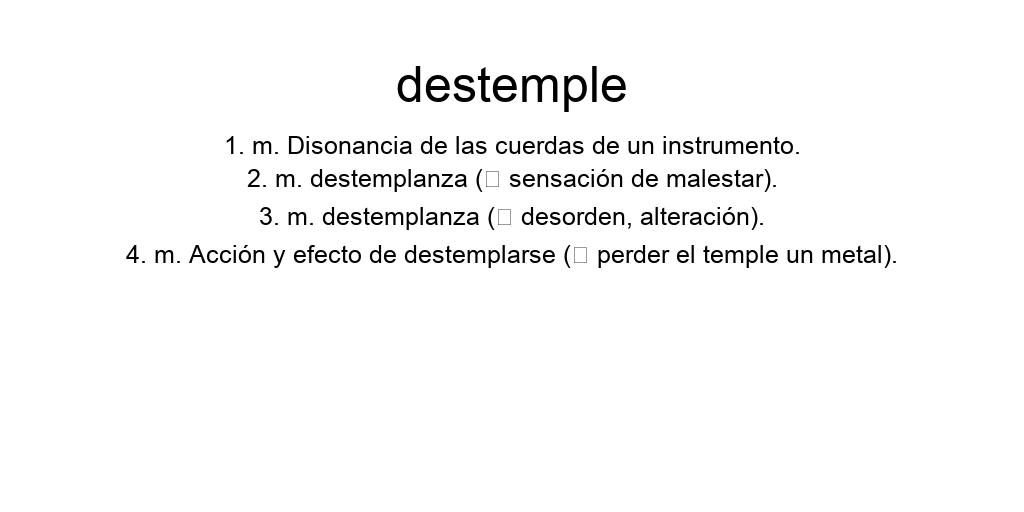 destemple
1. m. Disonancia de las cuerdas de un instrumento.
2. m. destemplanza (□ sensación de malestar).
3. m. destemplanza (□ desorden, alteración).
4. m. Acción y efecto de destemplarse (□ perder el temple un metal).